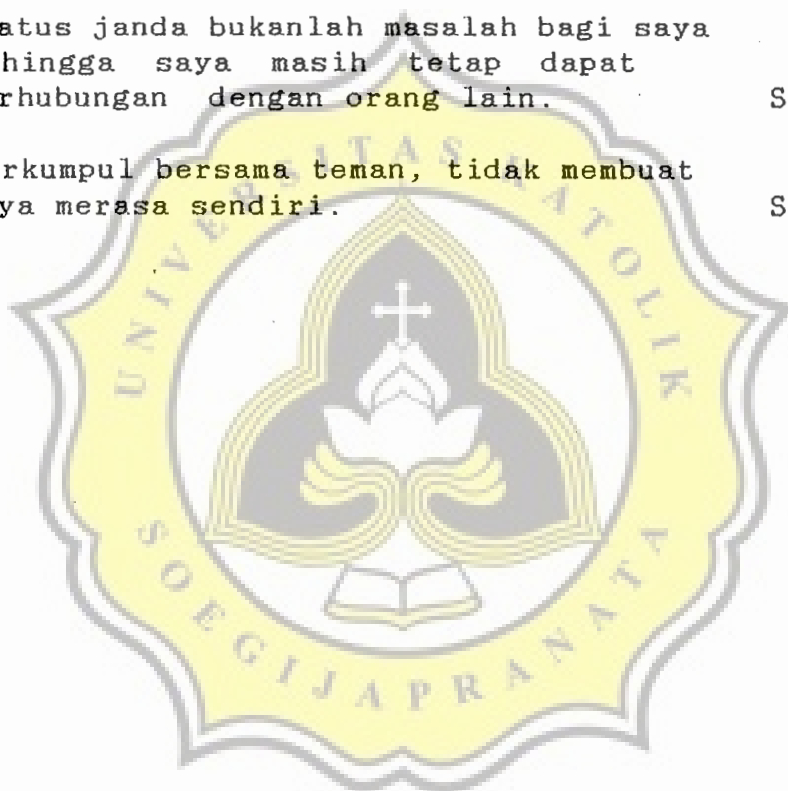 atus janda bukanlah masalah bagi saya
hingga saya masih tetap dapat
rhubungan dengan orang lain. S
rkumpul bersama teman, tidak membuat
ya merasa sendiri. S
UNIVERSITAS KATOLIK
SOEGIJAPRANATA